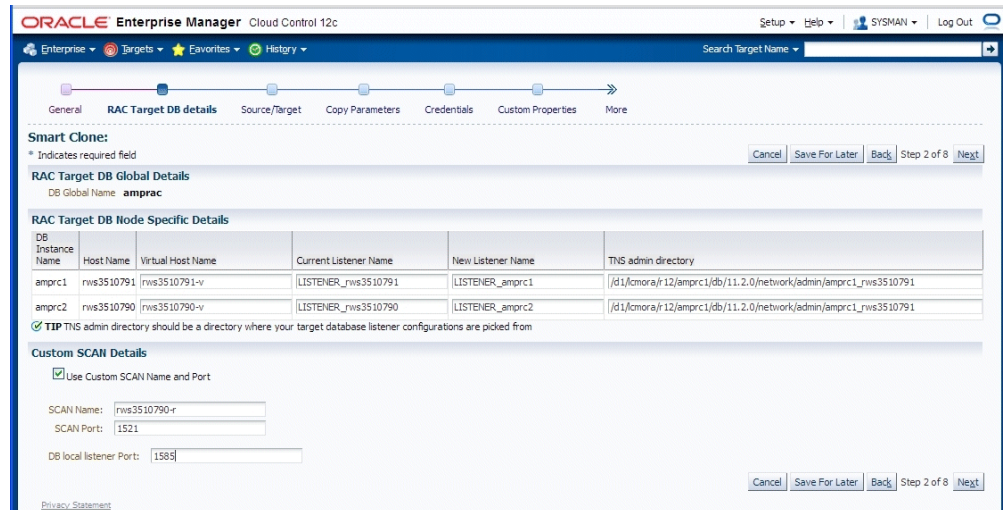 ORACLE Enterprise Manager Cloud Control 12c
Setup Help SYSMAN Log Out
Enterprise Targets Favorites History Search Target Name
General RAC Target DB details Source/Target Copy Parameters Credentials Custom Properties More
Smart Clone:
* Indicates required field
Cancel Save For Later Back Step 2 of 8 Next
RAC Target DB Global Details
DB Global Name amprac
RAC Target DB Node Specific Details
DB Instance Name Host Name Virtual Host Name Current Listener Name New Listener Name TNS admin directory
amprc1 rws3510791 rws3510791-v LISTENER_rws3510791 LISTENER_amprc1 /d1/lcmora/r12/amprc1/db/11.2.0/network/admin/amprc1_rws3510791
amprc2 rws3510790 rws3510790-v LISTENER_rws3510790 LISTENER_amprc2 /d1/lcmora/r12/amprc1/db/11.2.0/network/admin/amprc1_rws3510791
TIP TNS admin directory should be a directory where your target database listener configurations are picked from
Custom SCAN Details
Use Custom SCAN Name and Port
SCAN Name: rws3510790-r
SCAN Port: 1521
DB local listener Port: 1585
Cancel Save For Later Back Step 2 of 8 Next
Privacy Statement